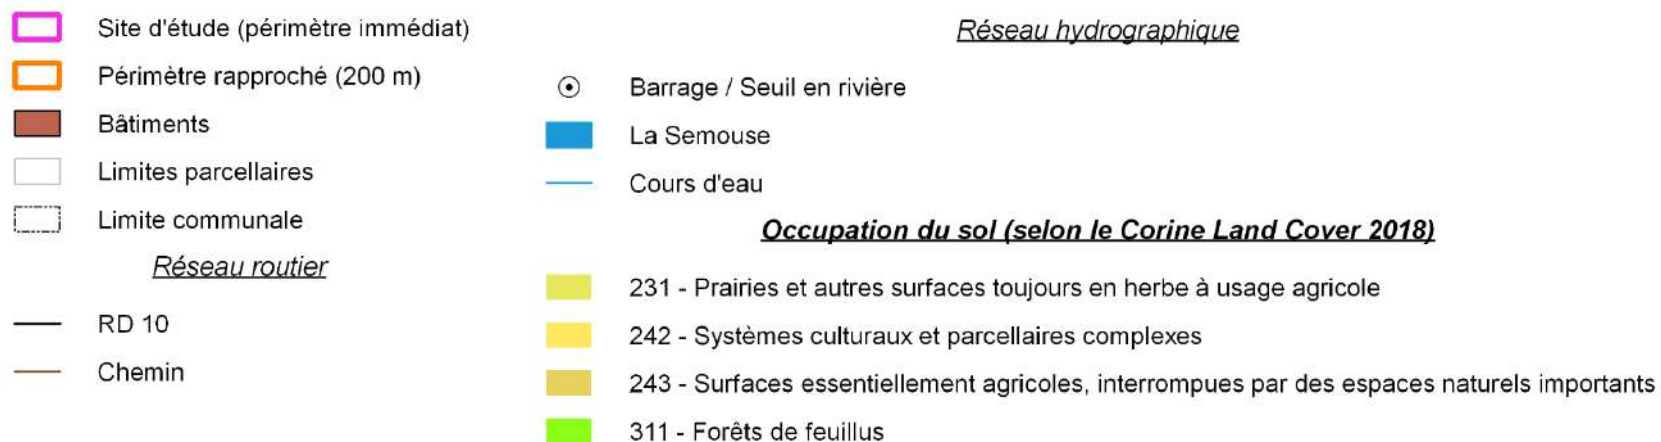 Site d'étude (périmètre immédiat)
Périmètre rapproché (200 m)
Bâtiments
Limites parcellaires
Limite communale
Réseau routier
RD 10
Chemin
Réseau hydrographique
Barrage / Seuil en rivière
La Semouse
Cours d'eau
Occupation du sol (selon le Corine Land Cover 2018)
231 - Prairies et autres surfaces toujours en herbe à usage agricole
242 - Systèmes culturaux et parcellaires complexes
243 - Surfaces essentiellement agricoles, interrompues par des espaces naturels importants
311 - Forêts de feuillus